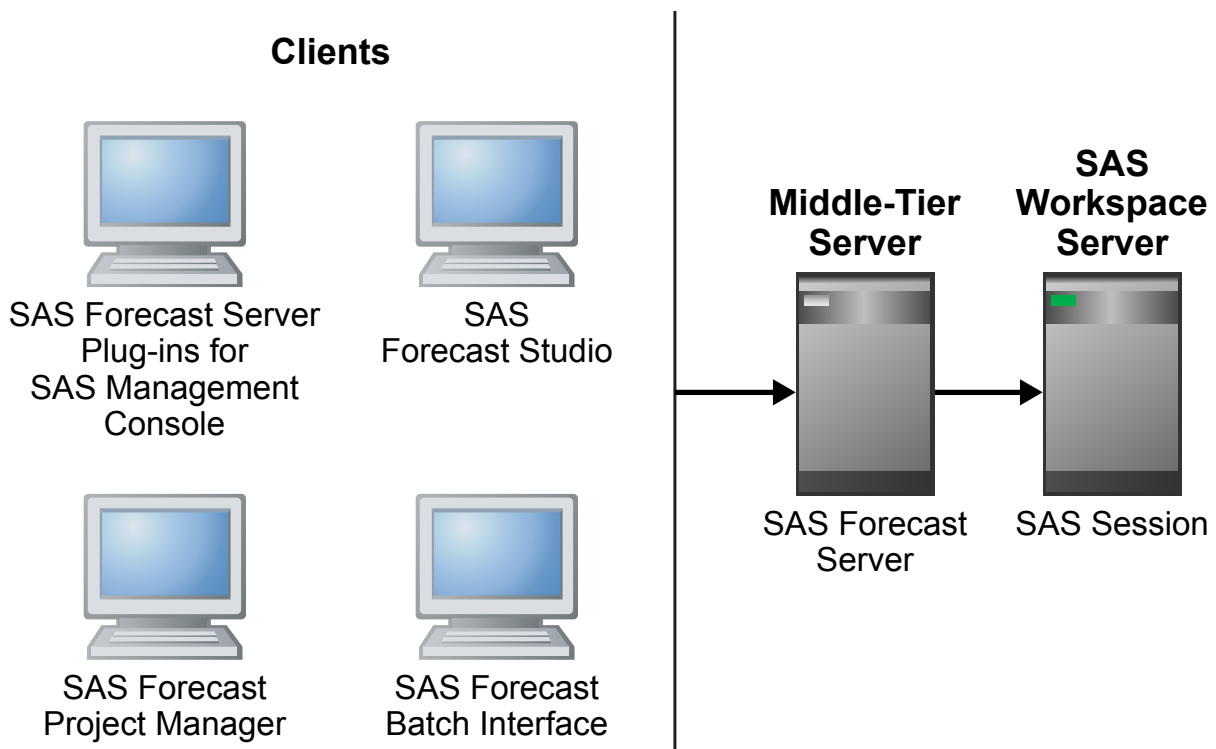 Clients
SAS Forecast Server
Plug-ins for
SAS Management
Console
SAS
Forecast Studio
SAS Forecast
Project Manager
SAS Forecast
Batch Interface
Middle-Tier
Server
SAS Forecast
Server
SAS
Workspace
Server
SAS Session